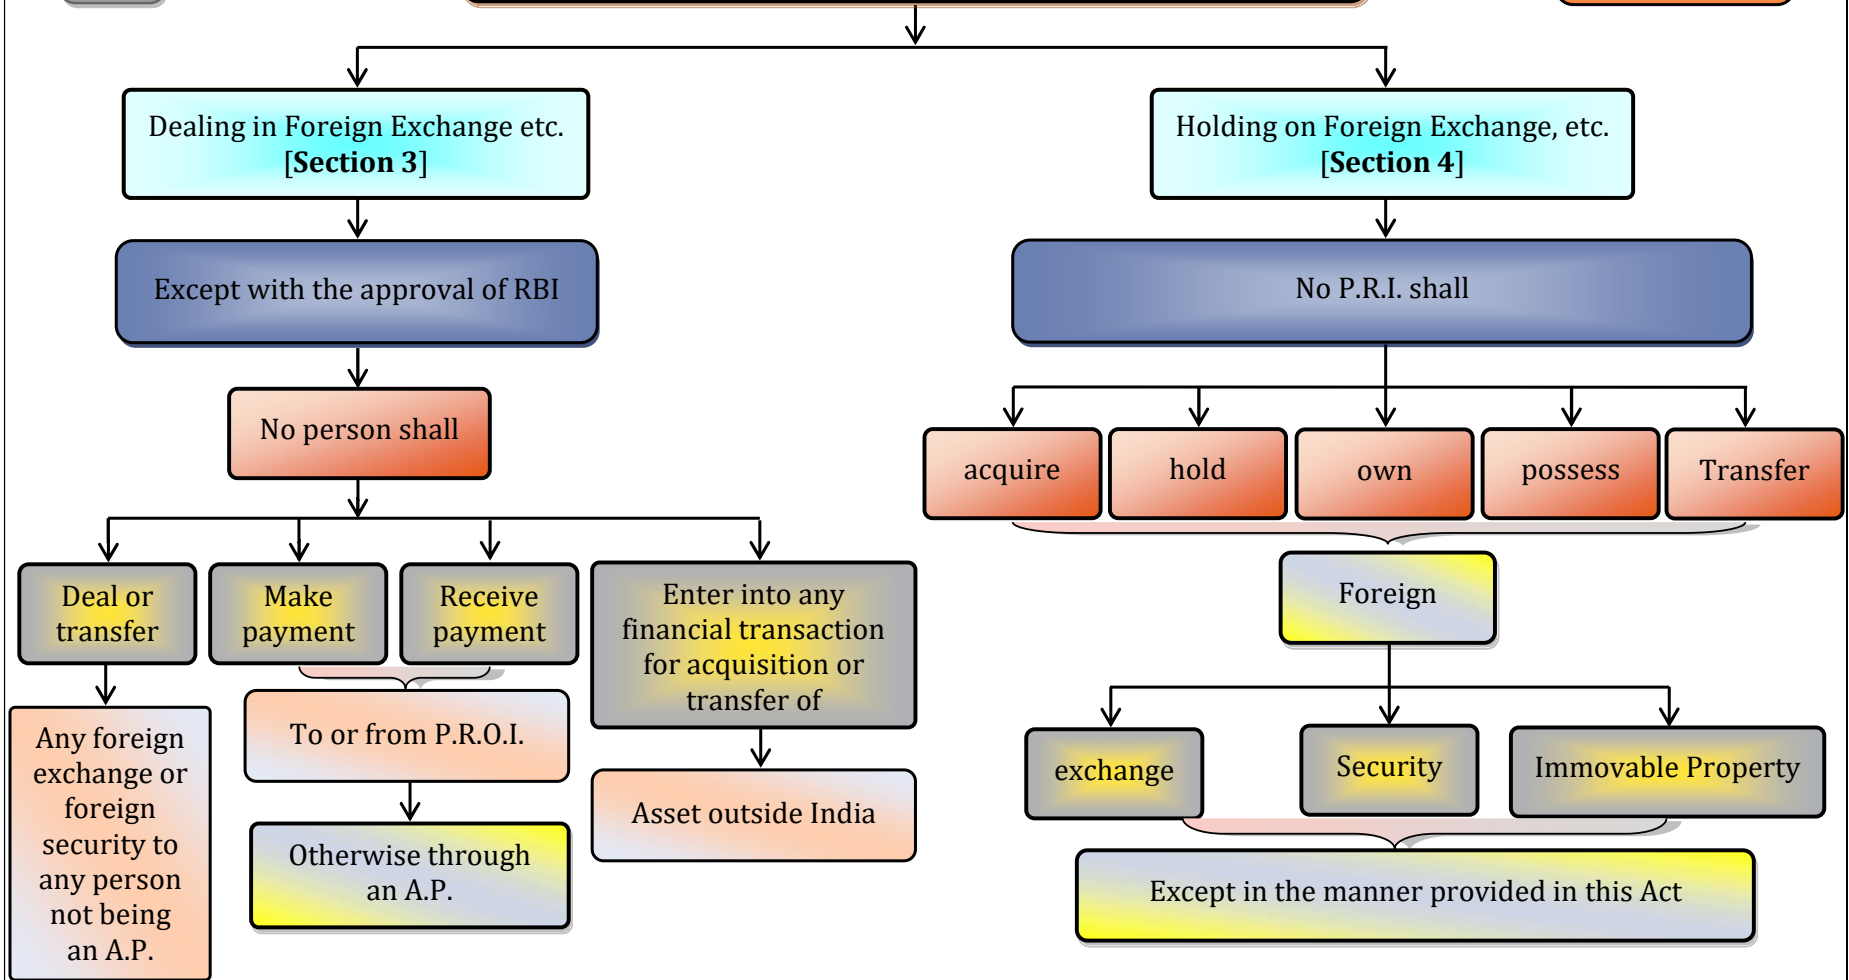 Dealing in Foreign Exchange etc.
[Section 3]
Except with the approval of RBI
No person shall
Deal or
transfer
Make
payment
Receive
payment
Enter into any
financial transaction
for acquisition or
transfer of
Any foreign
exchange or
foreign
security to
any person
not being
an A.P.
To or from P.R.O.I.
Otherwise through
an A.P.
Asset outside India
Holding on Foreign Exchange, etc.
[Section 4]
No P.R.I. shall
acquire
hold
own
possess
Transfer
Foreign
exchange
Security
Immovable Property
Except in the manner provided in this Act